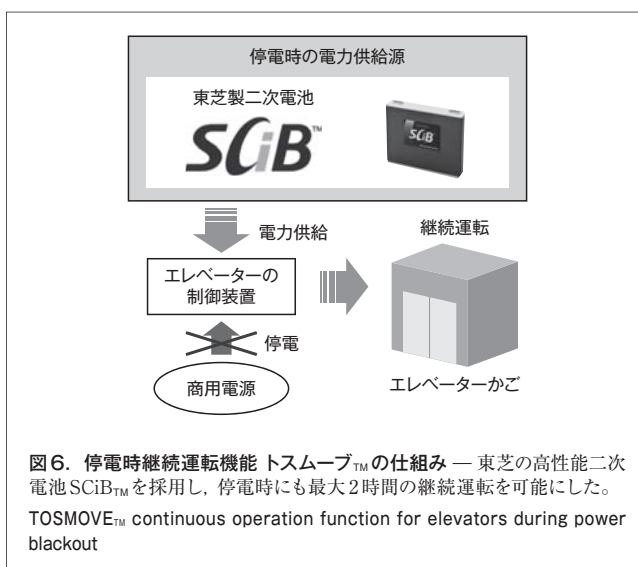 停電時の電力供給源
東芝製二次電池
SCiB™
SCiB
電力供給
継続運転
エレベーターの
制御装置
停電
商用電源
エレベーターかご
図6．停電時継続運転機能 トスムーブ™の仕組み — 東芝の高性能二次
電池SCiB™を採用し，停電時にも最大2時間の継続運転を可能にした。
TOSMOVE™ continuous operation function for elevators during power
blackout